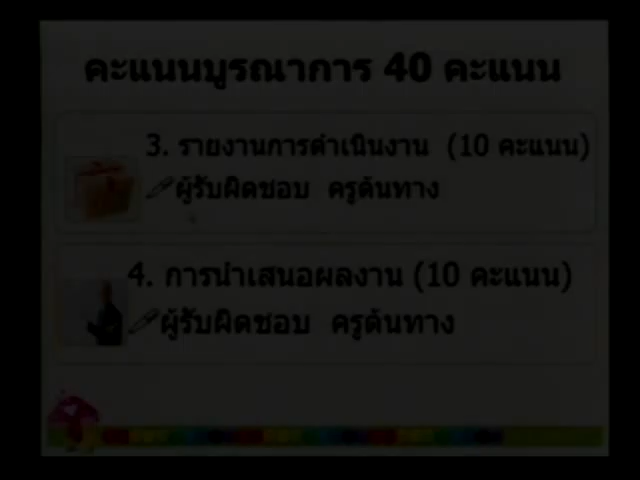 คะแนนบูรณาการ 40 คะแนน
3. รายงานการดำเนินงาน (10 คะแนน)
ผู้รับผิดชอบ ครูต้นทาง
4. การนำเสนอผลงาน (10 คะแนน)
ผู้รับผิดชอบ ครูต้นทาง